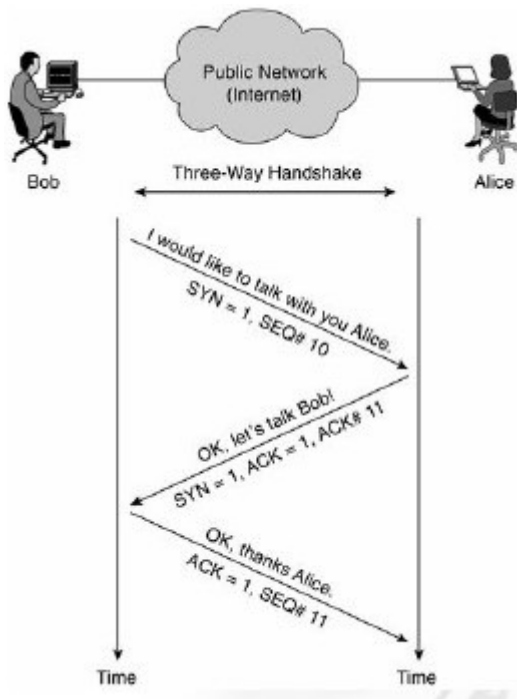 Public Network
(Internet)
Bob
Three-Way Handshake
Alice
I would like to talk with you Alice.
SYN = 1, SEQ# 10
OK, let's talk Bob!
SYN = 1, ACK = 1, ACK# 11
OK, thanks Alice.
ACK = 1, SEQ# 11
Time
Time